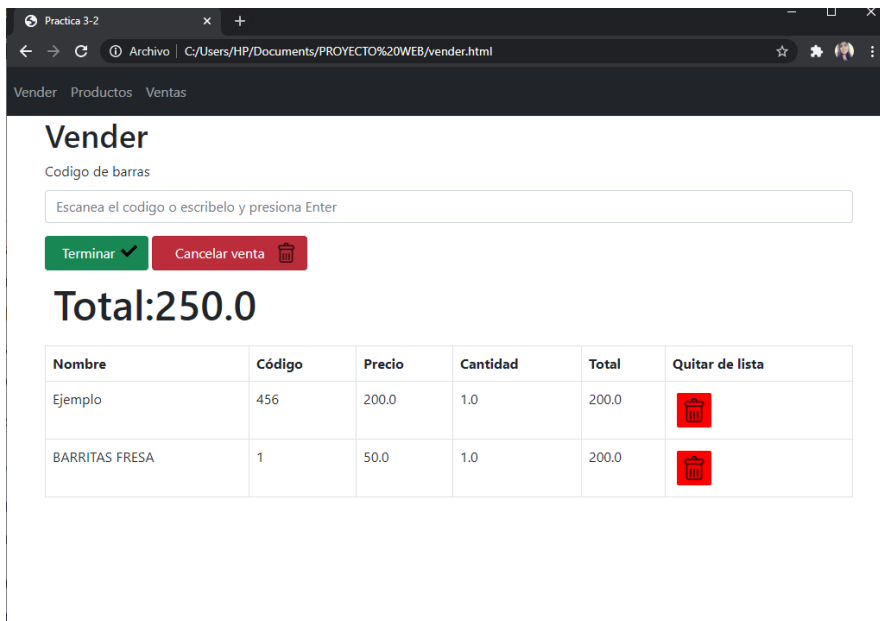 Practica 3-2
Archivo C:/Users/HP/Documents/PROYECTO%20WEB/vender.html
Vender Productos Ventas
Vender
Codigo de barras
Escanea el codigo o escribelo y presiona Enter
Terminar Cancelar venta
Total:250.0
Nombre Código Precio Cantidad Total Quitar de lista
Ejemplo 456 200.0 1.0 200.0
BARRITAS FRESA 1 50.0 1.0 200.0